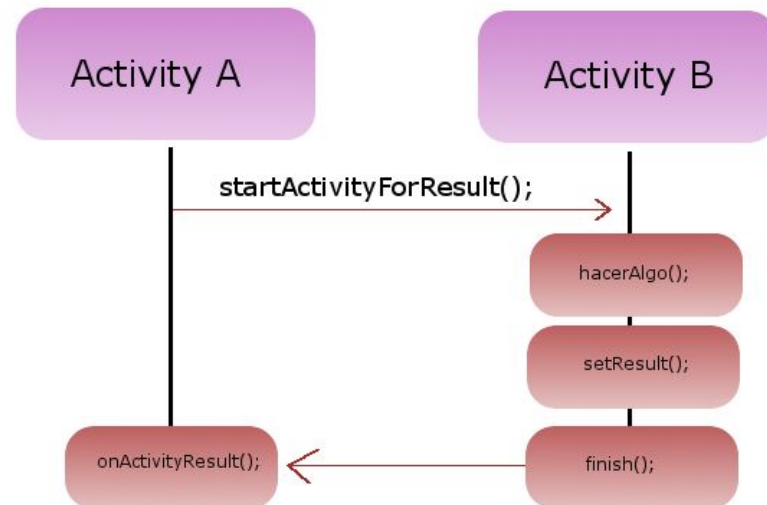 Activity A
Activity B
startActivityForResult();
hacerAlgo();
setResult();
onActivityResult();
finish();